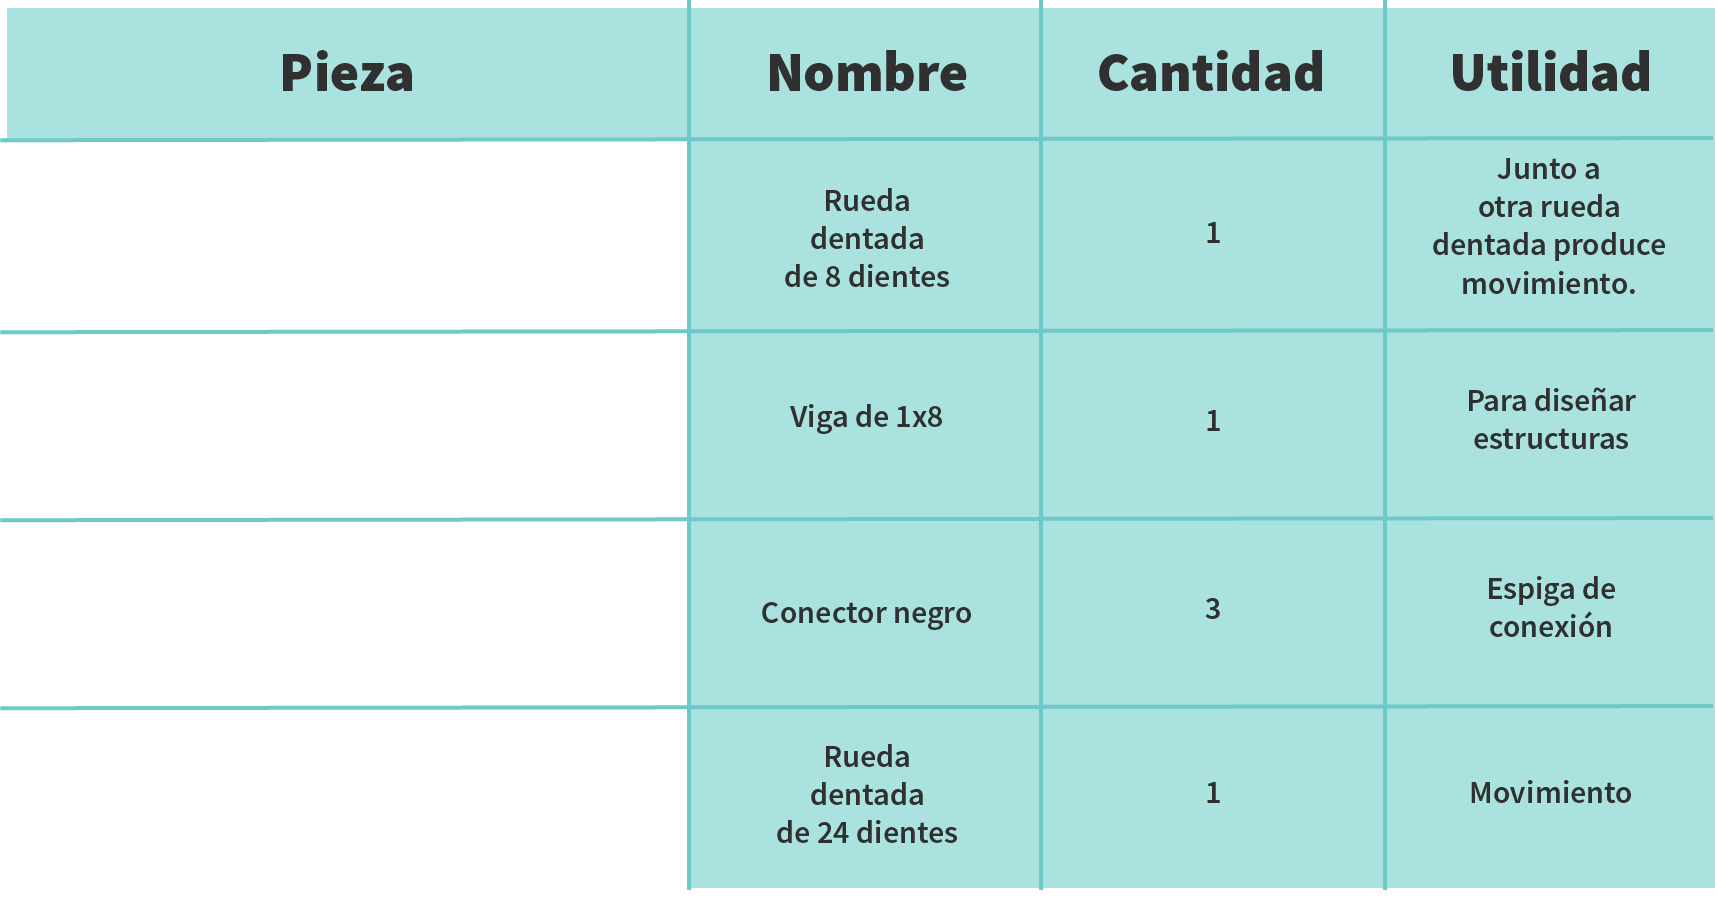 Pieza Nombre Cantidad Utilidad
Rueda
dentada
de 8 dientes
1
Junto a
otra rueda
dentada produce
movimiento.
Viga de 1x8
1
Para diseñar
estructuras
Conector negro
3
Espiga de
conexión
Rueda
dentada
de 24 dientes
1
Movimiento